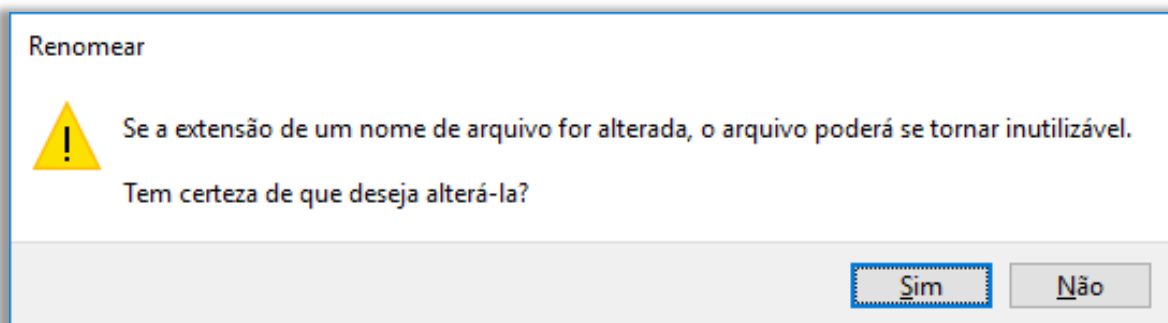 Renomear
Se a extensão de um nome de arquivo for alterada, o arquivo poderá se tornar inutilizável.
Tem certeza de que deseja alterá-la?
Sim Não